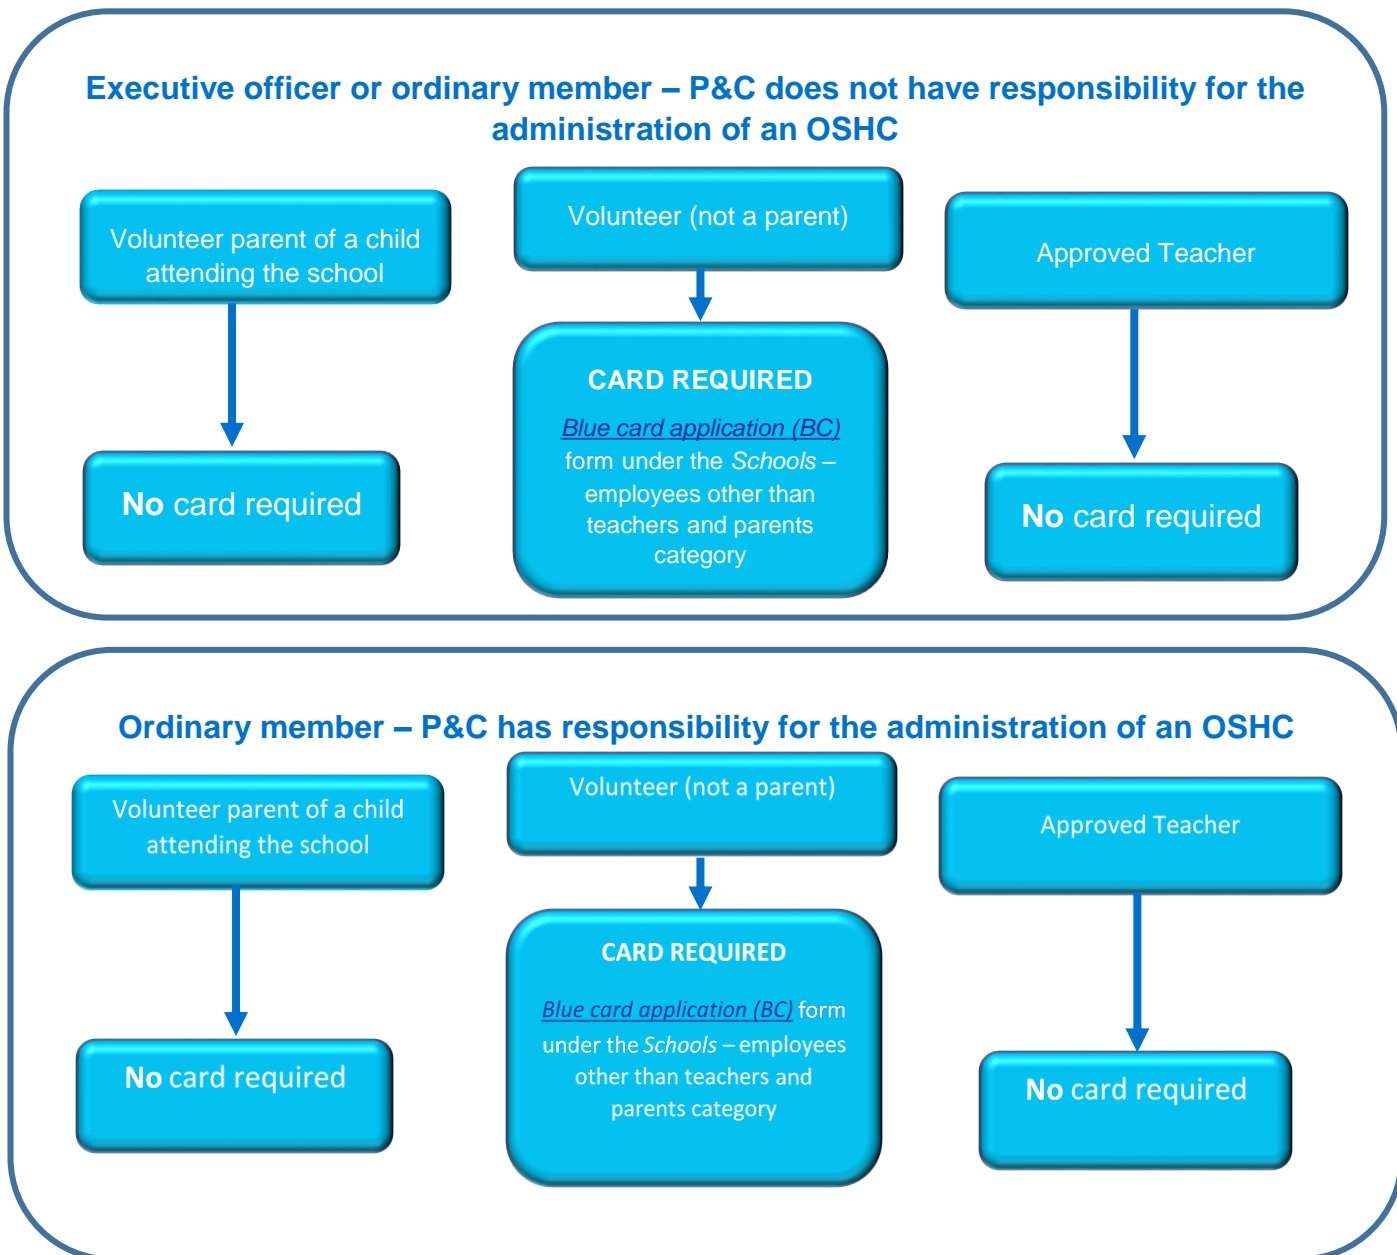 Executive officer or ordinary member – P&C does not have responsibility for the
administration of an OSHC
Volunteer parent of a child
attending the school
Volunteer (not a parent)
Approved Teacher
No card required
CARD REQUIRED
Blue card application (BC)
form under the Schools –
employees other than
teachers and parents
category
No card required
Ordinary member – P&C has responsibility for the administration of an OSHC
Volunteer parent of a child
attending the school
Volunteer (not a parent)
Approved Teacher
No card required
CARD REQUIRED
Blue card application (BC) form
under the Schools – employees
other than teachers and
parents category
No card required